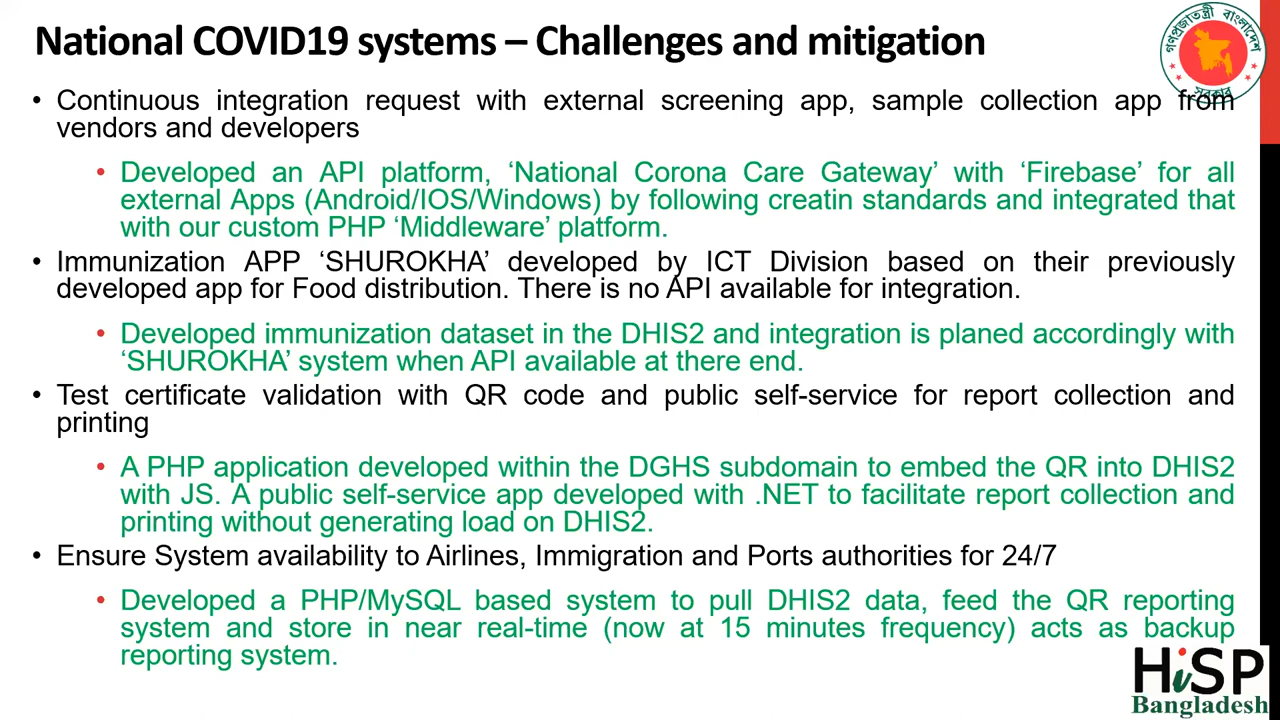 National COVID19 systems – Challenges and mitigation
গণপ্রজাতন্ত্রী বাংলাদেশ
সরকার
• Continuous integration request with external screening app, sample collection app from
vendors and developers
• Developed an API platform, ‘National Corona Care Gateway’ with ‘Firebase’ for all
external Apps (Android/IOS/Windows) by following creatin standards and integrated that
with our custom PHP ‘Middleware’ platform.
• Immunization APP ‘SHUROKHA’ developed by ICT Division based on their previously
developed app for Food distribution. There is no API available for integration.
• Developed immunization dataset in the DHIS2 and integration is planed accordingly with
‘SHUROKHA’ system when API available at there end.
• Test certificate validation with QR code and public self-service for report collection and
printing
• A PHP application developed within the DGHS subdomain to embed the QR into DHIS2
with JS. A public self-service app developed with .NET to facilitate report collection and
printing without generating load on DHIS2.
• Ensure System availability to Airlines, Immigration and Ports authorities for 24/7
• Developed a PHP/MySQL based system to pull DHIS2 data, feed the QR reporting
system and store in near real-time (now at 15 minutes frequency) acts as backup
reporting system.
HiSP
Bangladesh